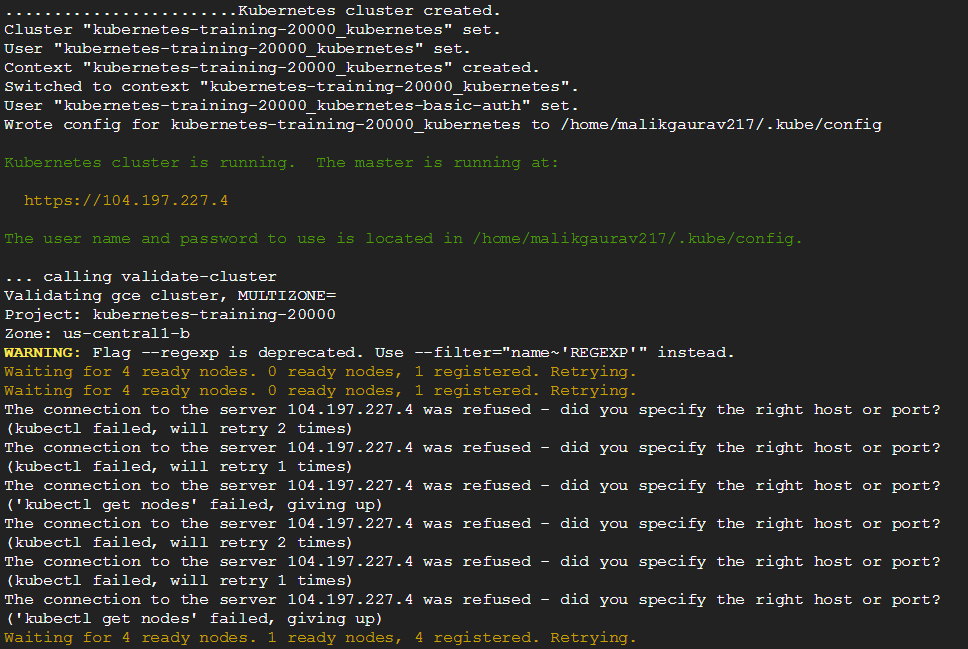 ........................Kubernetes cluster created.
Cluster "kubernetes-training-20000_kubernetes" set.
User "kubernetes-training-20000_kubernetes" set.
Context "kubernetes-training-20000_kubernetes" created.
Switched to context "kubernetes-training-20000_kubernetes".
User "kubernetes-training-20000_kubernetes-basic-auth" set.
Wrote config for kubernetes-training-20000_kubernetes to /home/malikgaurav217/.kube/config
Kubernetes cluster is running.  The master is running at:
  https://104.197.227.4
The user name and password to use is located in /home/malikgaurav217/.kube/config.
... calling validate-cluster
Validating gce cluster, MULTIZONE=
Project: kubernetes-training-20000
Zone: us-central1-b
WARNING: Flag --regexp is deprecated. Use --filter="name~'REGEXP'" instead.
Waiting for 4 ready nodes. 0 ready nodes, 1 registered. Retrying.
Waiting for 4 ready nodes. 0 ready nodes, 1 registered. Retrying.
The connection to the server 104.197.227.4 was refused - did you specify the right host or port?
(kubectl failed, will retry 2 times)
The connection to the server 104.197.227.4 was refused - did you specify the right host or port?
(kubectl failed, will retry 1 times)
The connection to the server 104.197.227.4 was refused - did you specify the right host or port?
('kubectl get nodes' failed, giving up)
The connection to the server 104.197.227.4 was refused - did you specify the right host or port?
(kubectl failed, will retry 2 times)
The connection to the server 104.197.227.4 was refused - did you specify the right host or port?
(kubectl failed, will retry 1 times)
The connection to the server 104.197.227.4 was refused - did you specify the right host or port?
('kubectl get nodes' failed, giving up)
Waiting for 4 ready nodes. 1 ready nodes, 4 registered. Retrying.